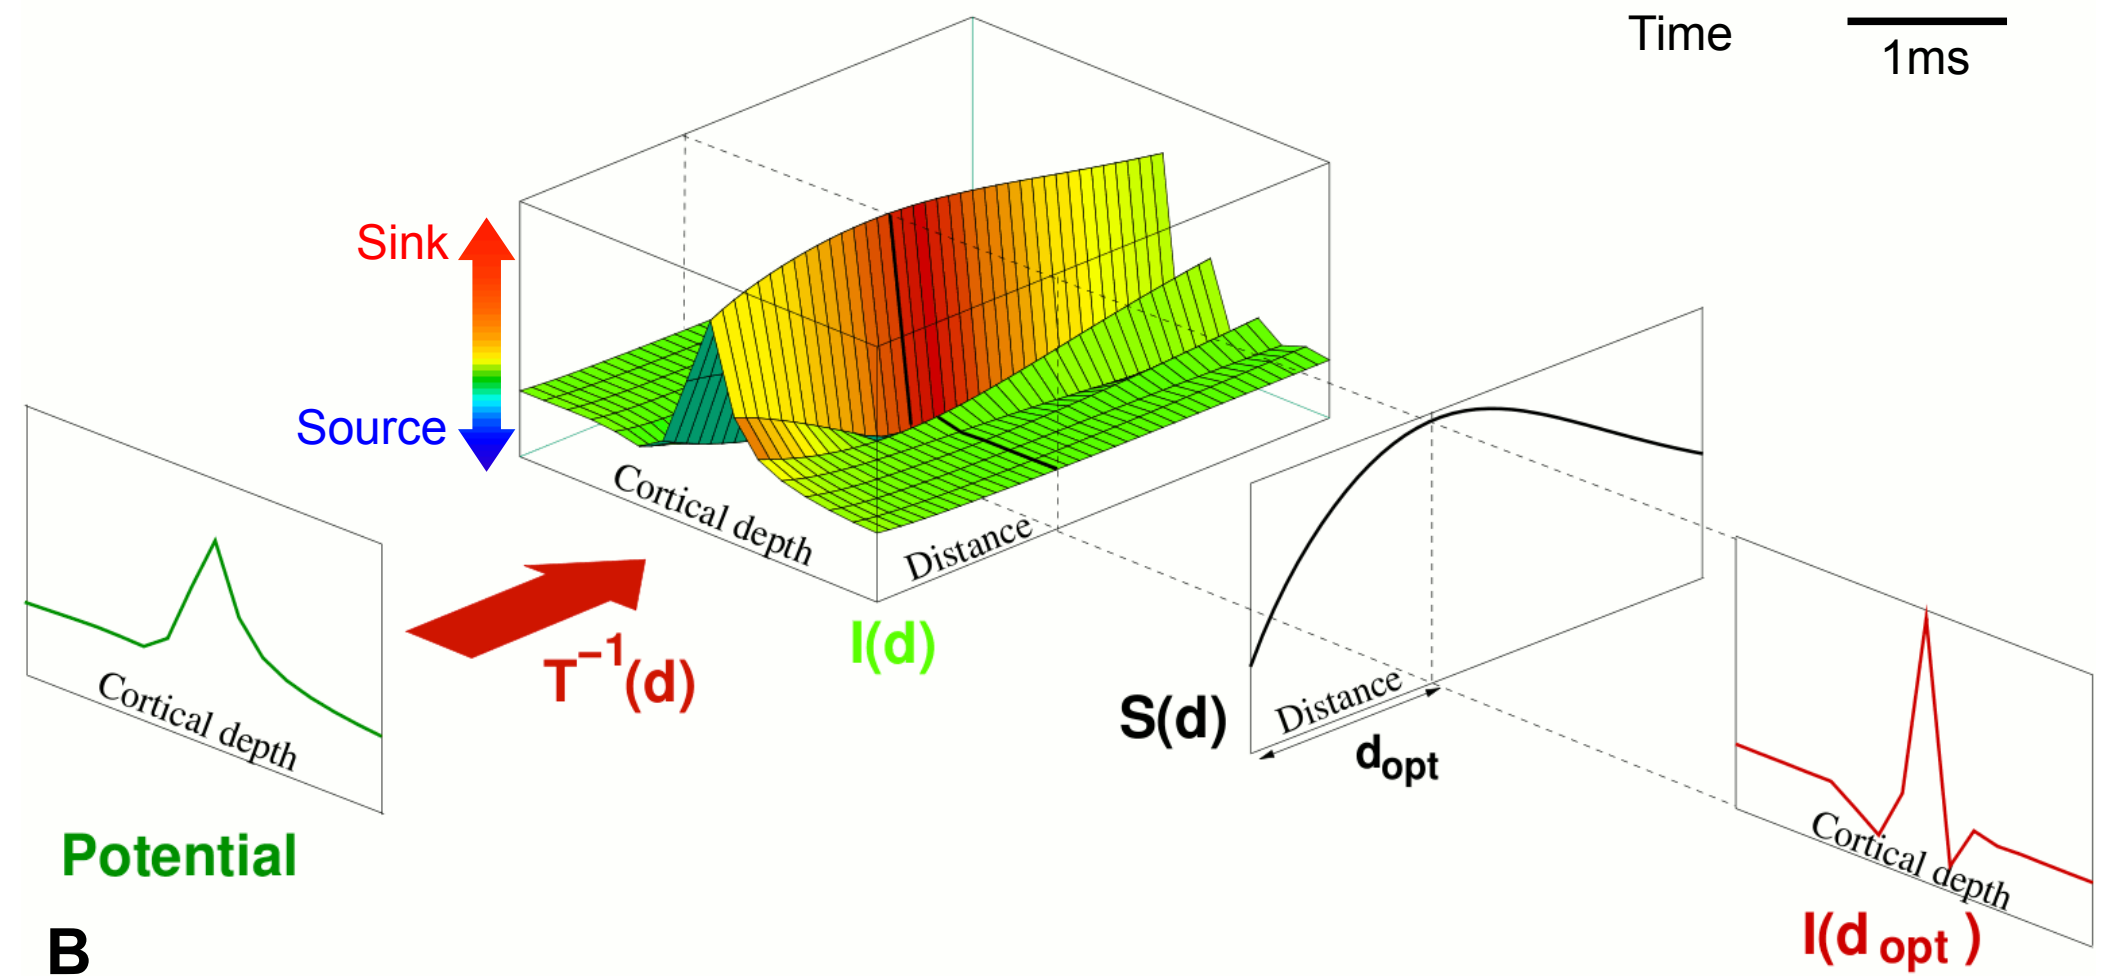 Time
1ms
Sink
Source
Cortical depth
Distance
I(d)
T⁻¹(d)
Cortical depth
Potential
S(d)
Distance
dopt
Cortical depth
I(d opt )
B